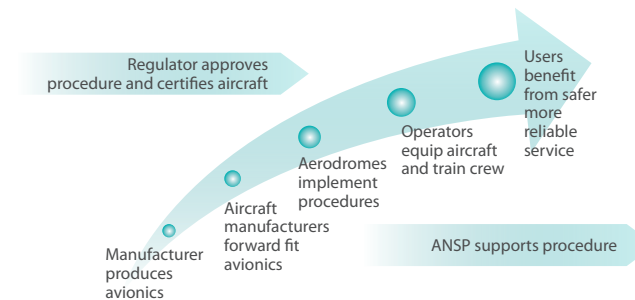 Regulator approves
procedure and certifies aircraft
Users
benefit
from safer
more
reliable
service
Operators
equip aircraft
and train crew
Aerodromes
implement
procedures
Aircraft
manufacturers
forward fit
avionics
Manufacturer
produces
avionics
ANSP supports procedure